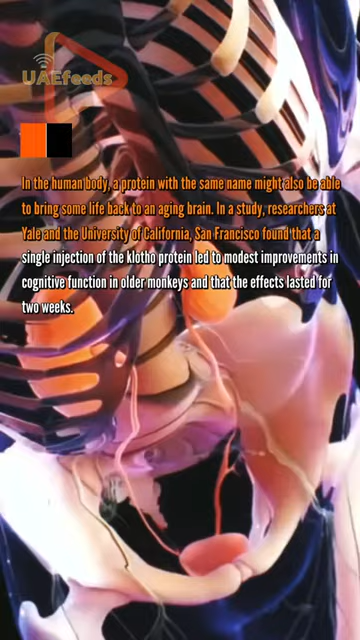 UAEfeeds
In the human body, a protein with the same name might also be able
to bring some life back to an aging brain. In a study, researchers at
Yale and the University of California, San Francisco found that a
single injection of the klotho protein led to modest improvements in
cognitive function in older monkeys and that the effects lasted for
two weeks.